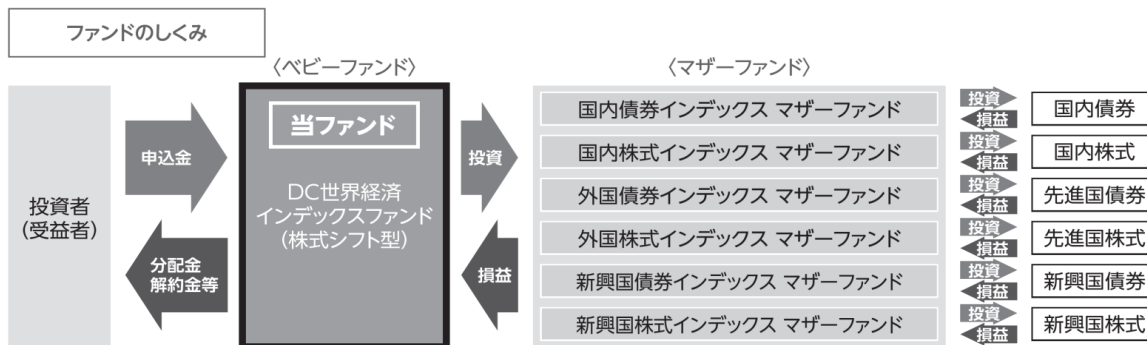 ファンドのしくみ
〈ベビーファンド〉
〈マザーファンド〉
投資者
(受益者)
申込金
分配金
解約金等
当ファンド
DC世界経済
インデックスファンド
(株式シフト型)
投資
損益
国内債券インデックス マザーファンド
投資
損益
国内債券
国内株式インデックス マザーファンド
投資
損益
国内株式
外国債券インデックス マザーファンド
投資
損益
先進国債券
外国株式インデックス マザーファンド
投資
損益
先進国株式
新興国債券インデックス マザーファンド
投資
損益
新興国債券
新興国株式インデックス マザーファンド
投資
損益
新興国株式